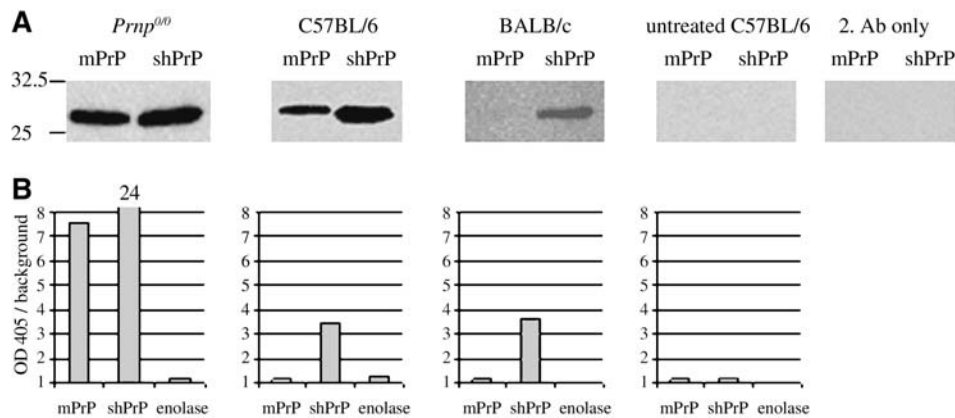 A
Prnp0/0 C57BL/6 BALB/c untreated C57BL/6 2. Ab only
mPrP shPrP mPrP shPrP mPrP shPrP mPrP shPrP mPrP shPrP
32.5
25
B
24
8 8 8 8
7 7 7 7
6 6 6 6
5 5 5 5
4 4 4 4
3 3 3 3
2 2 2 2
1 1 1 1
OD 405 / background
mPrP shPrP enolase mPrP shPrP enolase mPrP shPrP enolase mPrP shPrP enolase